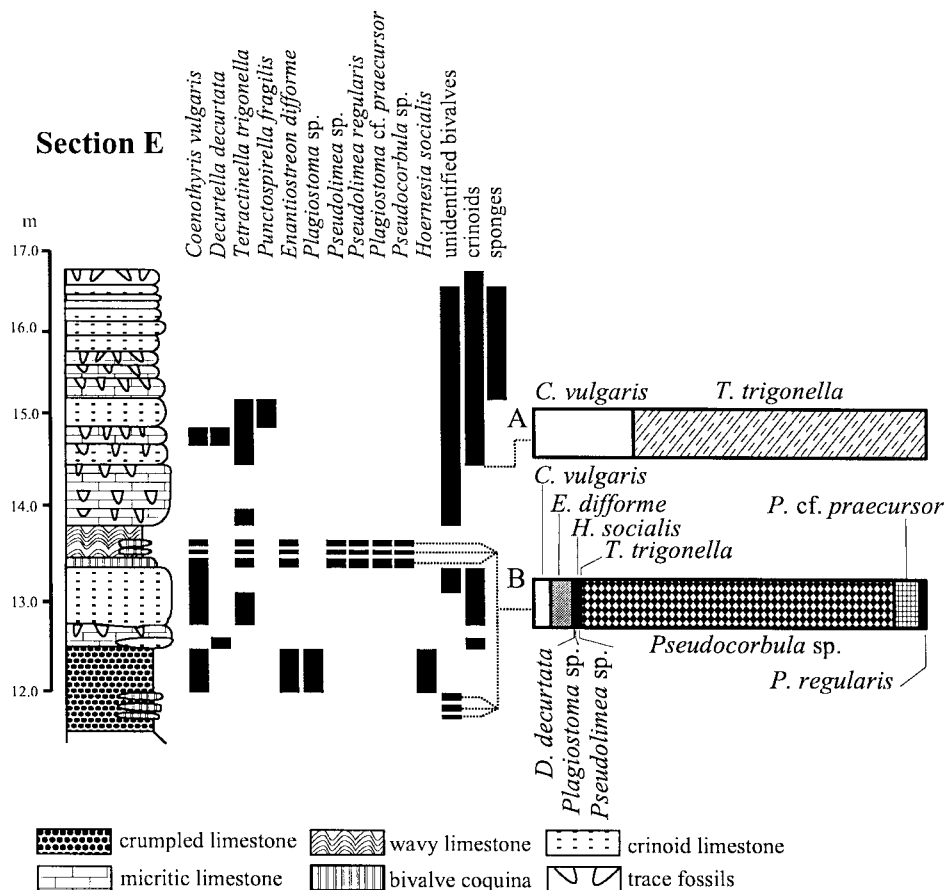 Section E
Coenothyris vulgaris
Decurtella decurtata
Tetractinella trigonella
Punctospirella fragilis
Enantiostreon difforme
Plagiostoma sp.
Pseudolimea sp.
Pseudolimea regularis
Plagiostoma cf. praecursor
Pseudocorbula sp.
Hoernesia socialis
unidentified bivalves
crinoids
sponges
m
17.0
16.0
15.0
14.0
13.0
12.0
C. vulgaris
T. trigonella
A
C. vulgaris
E. difforme
H. socialis
T. trigonella
P. cf. praecursor
B
Pseudocorbula sp.
P. regularis
D. decurtata
Plagiostoma sp.
Pseudolimea sp.
crumpled limestone
wavy limestone
crinoid limestone
micritic limestone
bivalve coquina
trace fossils